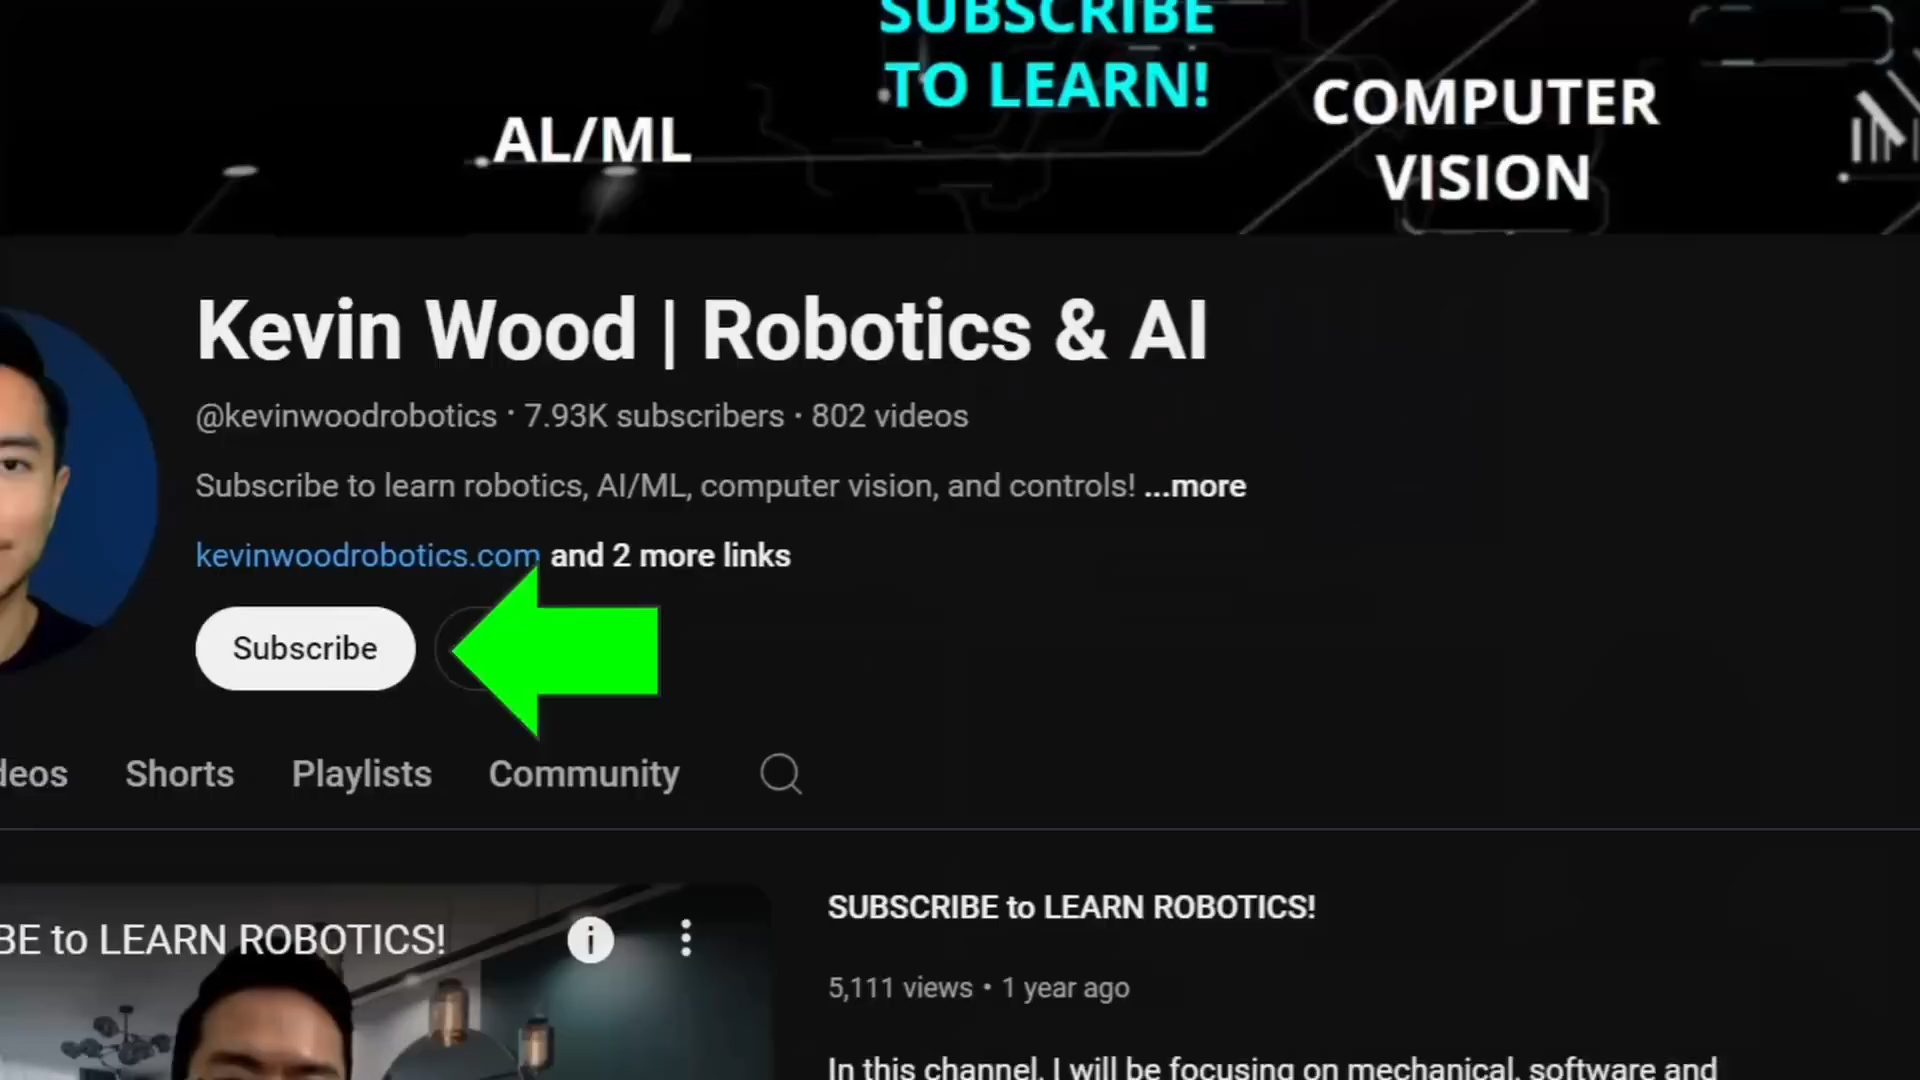 SUBSCRIBE
TO LEARN!
AL/ML
COMPUTER
VISION
Kevin Wood | Robotics & AI
@kevinwoodrobotics · 7.93K subscribers · 802 videos
Subscribe to learn robotics, AI/ML, computer vision, and controls! ...more
kevinwoodrobotics.com and 2 more links
Subscribe
deos Shorts Playlists Community
BE to LEARN ROBOTICS!
SUBSCRIBE to LEARN ROBOTICS!
5,111 views • 1 year ago
In this channel, I will be focusing on mechanical, software and